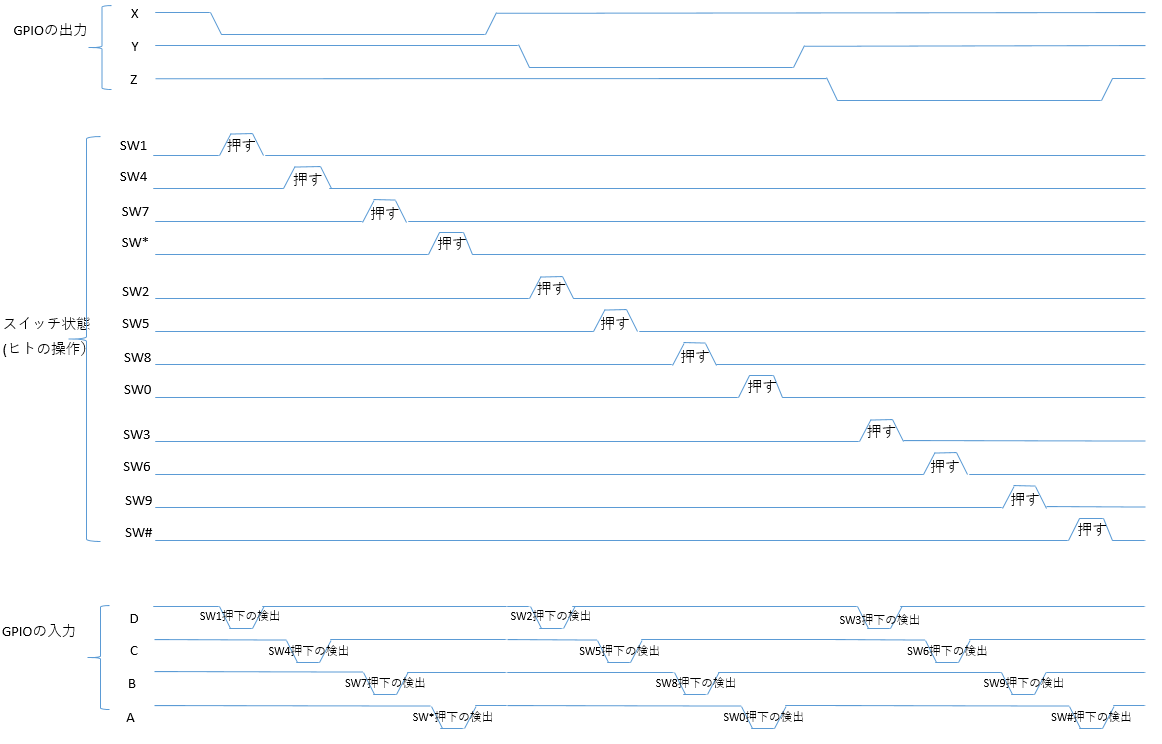 GPIOの出力
X
Y
Z
スイッチ状態
(ヒトの操作)
SW1
押す
SW4
押す
SW7
押す
SW*
押す
SW2
押す
SW5
押す
SW8
押す
SW0
押す
SW3
押す
SW6
押す
SW9
押す
SW#
押す
GPIOの入力
D
SW1押下の検出
SW2押下の検出
SW3押下の検出
C
SW4押下の検出
SW5押下の検出
SW6押下の検出
B
SW7押下の検出
SW8押下の検出
SW9押下の検出
A
SW*押下の検出
SW0押下の検出
SW#押下の検出